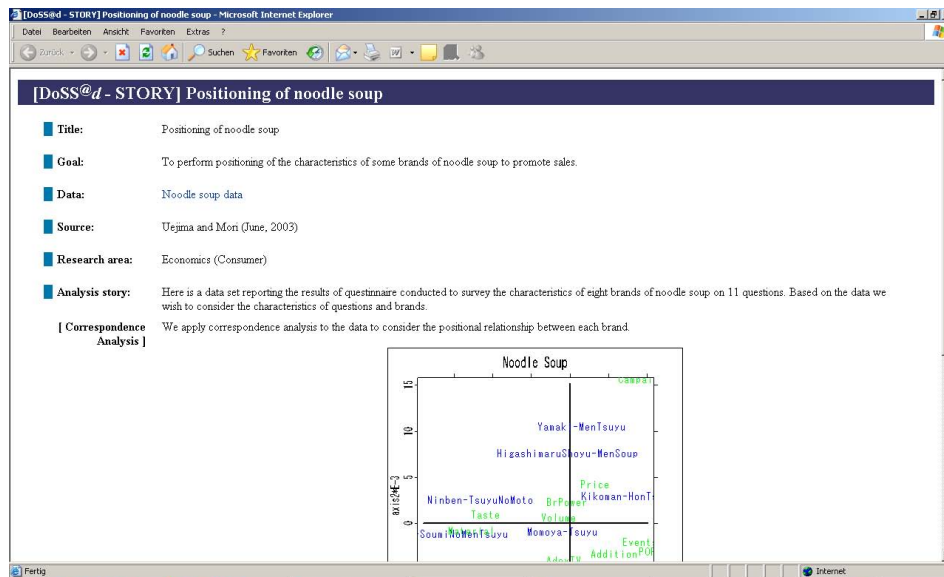 [DoSS@d - STORY] Positioning of noodle soup - Microsoft Internet Explorer
Datei Bearbeiten Ansicht Favoriten Extras ?
Zurück Suchen Favoriten
[DoSS@d - STORY] Positioning of noodle soup
Title: Positioning of noodle soup
Goal: To perform positioning of the characteristics of some brands of noodle soup to promote sales.
Data: Noodle soup data
Source: Uejima and Mori (June, 2003)
Research area: Economics (Consumer)
Analysis story: Here is a data set reporting the results of questinnaire conducted to survey the characteristics of eight brands of noodle soup on 11 questions. Based on the data we
wish to consider the characteristics of questions and brands.
[ Correspondence We apply correspondence analysis to the data to consider the positional relationship between each brand.
Analysis ]
Noodle Soup
15
Campai
10
Yamaki-MenTsuyu
HigashimaruShoyu-MenSoup
axis2*E-3
5
Price
Ninben-TsuyuNoMoto BrPower Kikoman-HonT
Taste Volume
0
Material
SoumiNoMenTsuyu Momoya-Tsuyu
Event
Addition POP
Fertig Internet